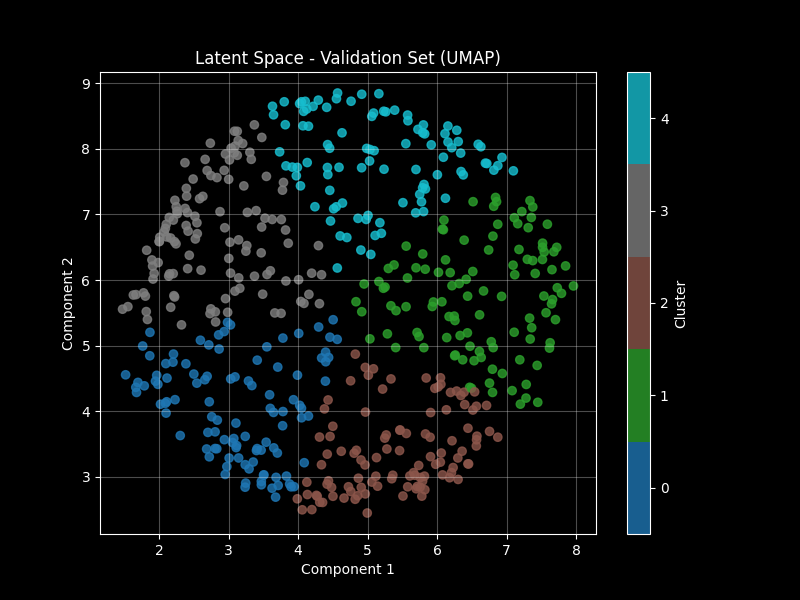 Latent Space - Validation Set (UMAP)
9
8
7
6
5
4
3
Component 2
2 3 4 5 6 7 8
Component 1
4
3
2
1
0
Cluster